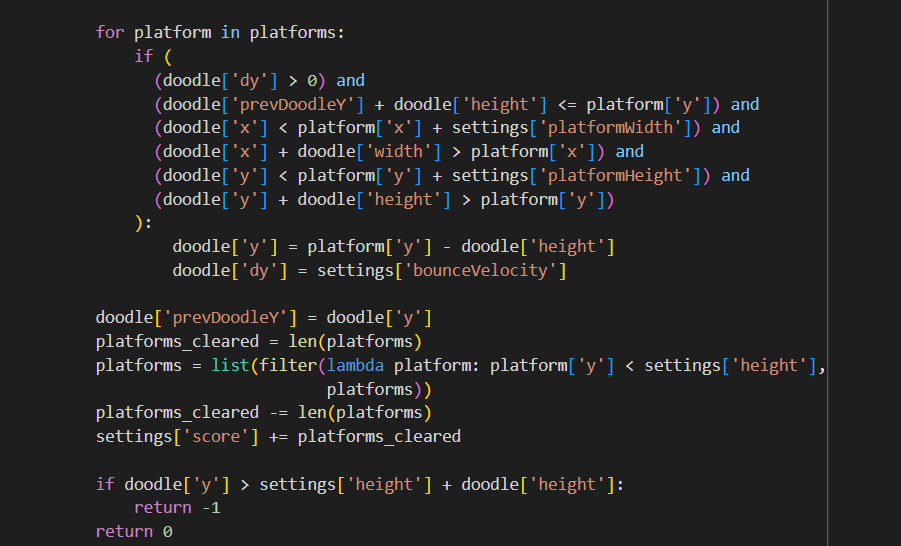 for platform in platforms:
    if (
      (doodle['dy'] > 0) and
      (doodle['prevDoodleY'] + doodle['height'] <= platform['y']) and
      (doodle['x'] < platform['x'] + settings['platformWidth']) and
      (doodle['x'] + doodle['width'] > platform['x']) and
      (doodle['y'] < platform['y'] + settings['platformHeight']) and
      (doodle['y'] + doodle['height'] > platform['y'])
    ):
        doodle['y'] = platform['y'] - doodle['height']
        doodle['dy'] = settings['bounceVelocity']

doodle['prevDoodleY'] = doodle['y']
platforms_cleared = len(platforms)
platforms = list(filter(lambda platform: platform['y'] < settings['height'],
                        platforms))
platforms_cleared -= len(platforms)
settings['score'] += platforms_cleared

if doodle['y'] > settings['height'] + doodle['height']:
    return -1
return 0